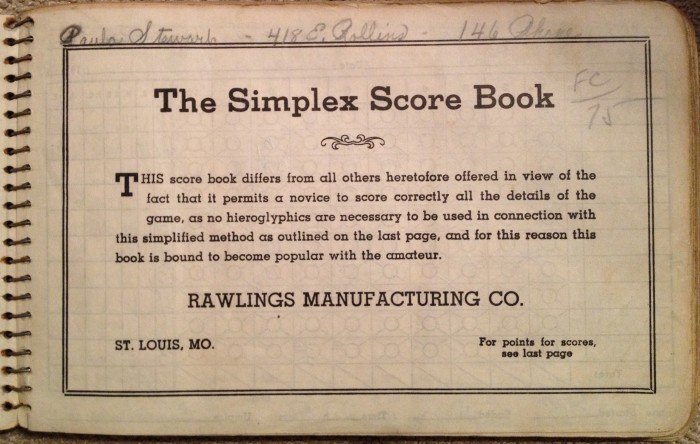 Paula Stewart - 418 E. Rollins - 146
FC
75
The Simplex Score Book
THIS score book differs from all others heretofore offered in view of the
fact that it permits a novice to score correctly all the details of the
game, as no hieroglyphics are necessary to be used in connection with
this simplified method as outlined on the last page, and for this reason this
book is bound to become popular with the amateur.
RAWLINGS MANUFACTURING CO.
ST. LOUIS, MO.
For points for scores,
see last page